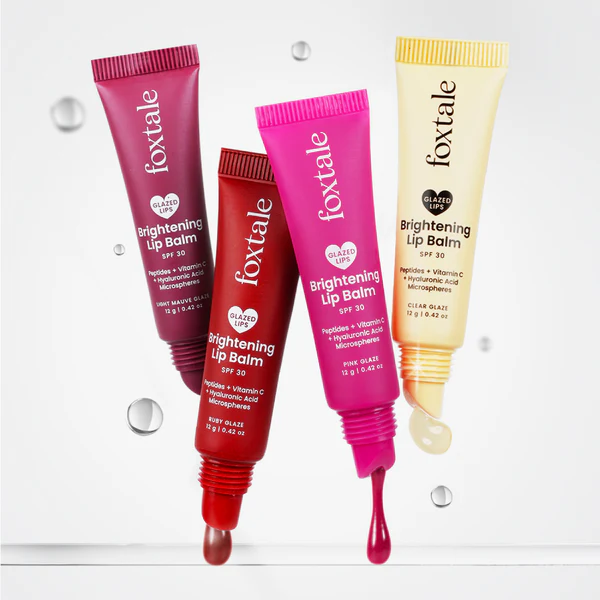 foxtale
GLAZED
LIPS
Brightening
Lip Balm
SPF 30
Peptides + Vitamin C
+ Hyaluronic Acid
Microspheres
LIGHT MAUVE GLAZE
12 g | 0.42 oz
foxtale
GLAZED
LIPS
Brightening
Lip Balm
SPF 30
Peptides + Vitamin C
+ Hyaluronic Acid
Microspheres
RUBY GLAZE
12 g | 0.42 oz
foxtale
GLAZED
LIPS
Brightening
Lip Balm
SPF 30
Peptides + Vitamin C
+ Hyaluronic Acid
Microspheres
PINK GLAZE
12 g | 0.42 oz
foxtale
GLAZED
LIPS
Brightening
Lip Balm
SPF 30
Peptides + Vitamin C
+ Hyaluronic Acid
Microspheres
CLEAR GLAZE
12 g | 0.42 oz